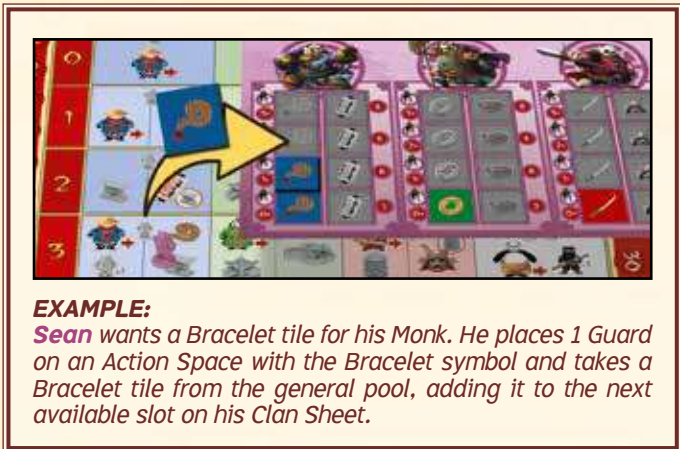 0
1
2
3
EXAMPLE:
Sean wants a Bracelet tile for his Monk. He places 1 Guard
on an Action Space with the Bracelet symbol and takes a
Bracelet tile from the general pool, adding it to the next
available slot on his Clan Sheet.